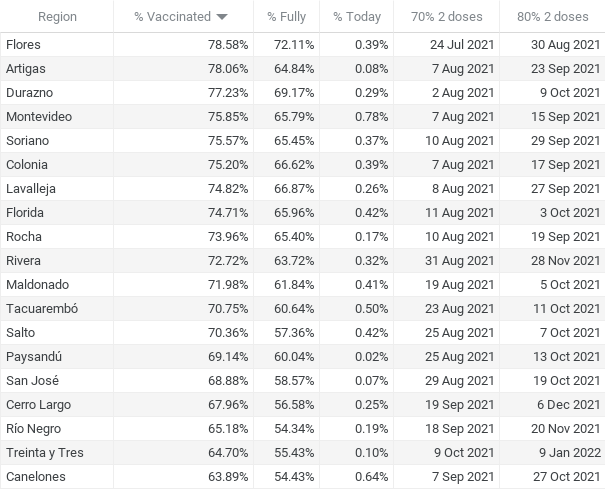 Region % Vaccinated % Fully % Today 70% 2 doses 80% 2 doses
Flores 78.58% 72.11% 0.39% 24 Jul 2021 30 Aug 2021
Artigas 78.06% 64.84% 0.08% 7 Aug 2021 23 Sep 2021
Durazno 77.23% 69.17% 0.29% 2 Aug 2021 9 Oct 2021
Montevideo 75.85% 65.79% 0.78% 7 Aug 2021 15 Sep 2021
Soriano 75.57% 65.45% 0.37% 10 Aug 2021 29 Sep 2021
Colonia 75.20% 66.62% 0.39% 7 Aug 2021 17 Sep 2021
Lavalleja 74.82% 66.87% 0.26% 8 Aug 2021 27 Sep 2021
Florida 74.71% 65.96% 0.42% 11 Aug 2021 3 Oct 2021
Rocha 73.96% 65.40% 0.17% 10 Aug 2021 19 Sep 2021
Rivera 72.72% 63.72% 0.32% 31 Aug 2021 28 Nov 2021
Maldonado 71.98% 61.84% 0.41% 19 Aug 2021 5 Oct 2021
Tacuarembó 70.75% 60.64% 0.50% 23 Aug 2021 11 Oct 2021
Salto 70.36% 57.36% 0.42% 25 Aug 2021 7 Oct 2021
Paysandú 69.14% 60.04% 0.02% 25 Aug 2021 13 Oct 2021
San José 68.88% 58.57% 0.07% 29 Aug 2021 19 Oct 2021
Cerro Largo 67.96% 56.58% 0.25% 19 Sep 2021 6 Dec 2021
Río Negro 65.18% 54.34% 0.19% 18 Sep 2021 20 Nov 2021
Treinta y Tres 64.70% 55.43% 0.10% 9 Oct 2021 9 Jan 2022
Canelones 63.89% 54.43% 0.64% 7 Sep 2021 27 Oct 2021